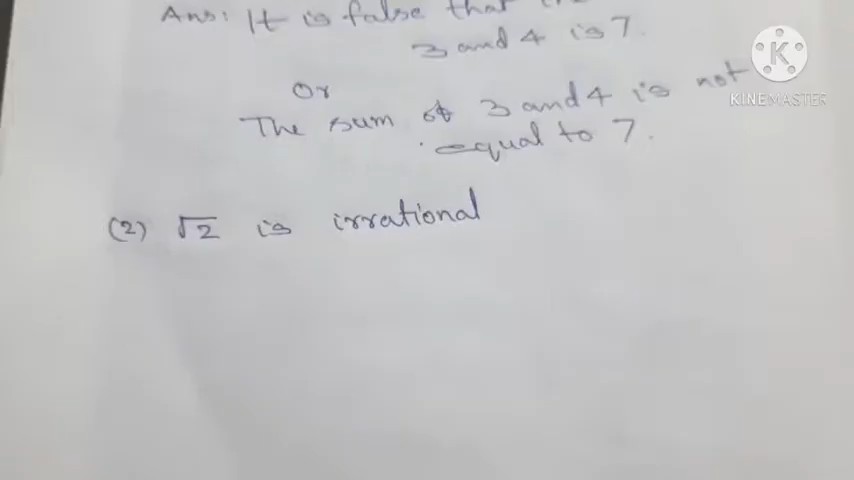 Ans: It is false that
3 and 4 is 7.
Or
The sum of 3 and 4 is not
equal to 7.
(2) √2 is irrational
K
KINEMASTER